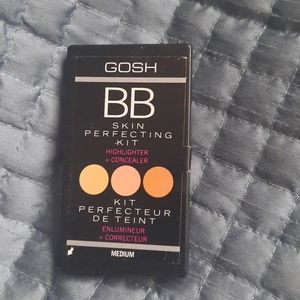 GOSH
BB
SKIN
PERFECTING
KIT
HIGHLIGHTER
+ CONCEALER
KIT
PERFECTEUR
DE TEINT
ENLUMINEUR
+ CORRECTEUR
MEDIUM